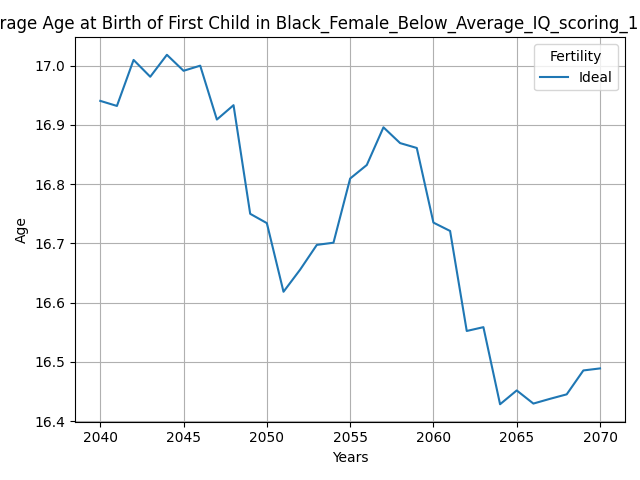 rage Age at Birth of First Child in Black_Female_Below_Average_IQ_scoring_1
Fertility
Ideal
17.0
16.9
16.8
16.7
16.6
16.5
16.4
Age
2040 2045 2050 2055 2060 2065 2070
Years